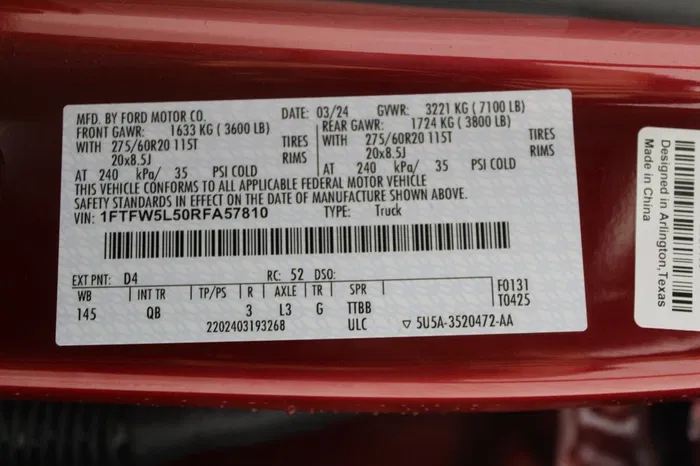 MFD. BY FORD MOTOR CO. DATE: 03/24 GVWR: 3221 KG ( 7100 LB)
FRONT GAWR: 1633 KG ( 3600 LB) REAR GAWR: 1724 KG ( 3800 LB)
WITH 275/60R20 115T TIRES WITH 275/60R20 115T TIRES
20x8.5J RIMS 20x8.5J RIMS
AT 240 kPa/ 35 PSI COLD AT 240 kPa/ 35 PSI COLD
THIS VEHICLE CONFORMS TO ALL APPLICABLE FEDERAL MOTOR VEHICLE
SAFETY STANDARDS IN EFFECT ON THE DATE OF MANUFACTURE SHOWN ABOVE.
VIN: 1FTFW5L50RFA57810 TYPE: Truck
EXT PNT: D4 RC: 52 DSO:
WB INT TR TP/PS R AXLE TR SPR F0131
145 QB 3 L3 G TTBB T0425
2202403193268 ULC ▽ 5U5A-3520472-AA
Designed in Arlington,Texas
Made in China